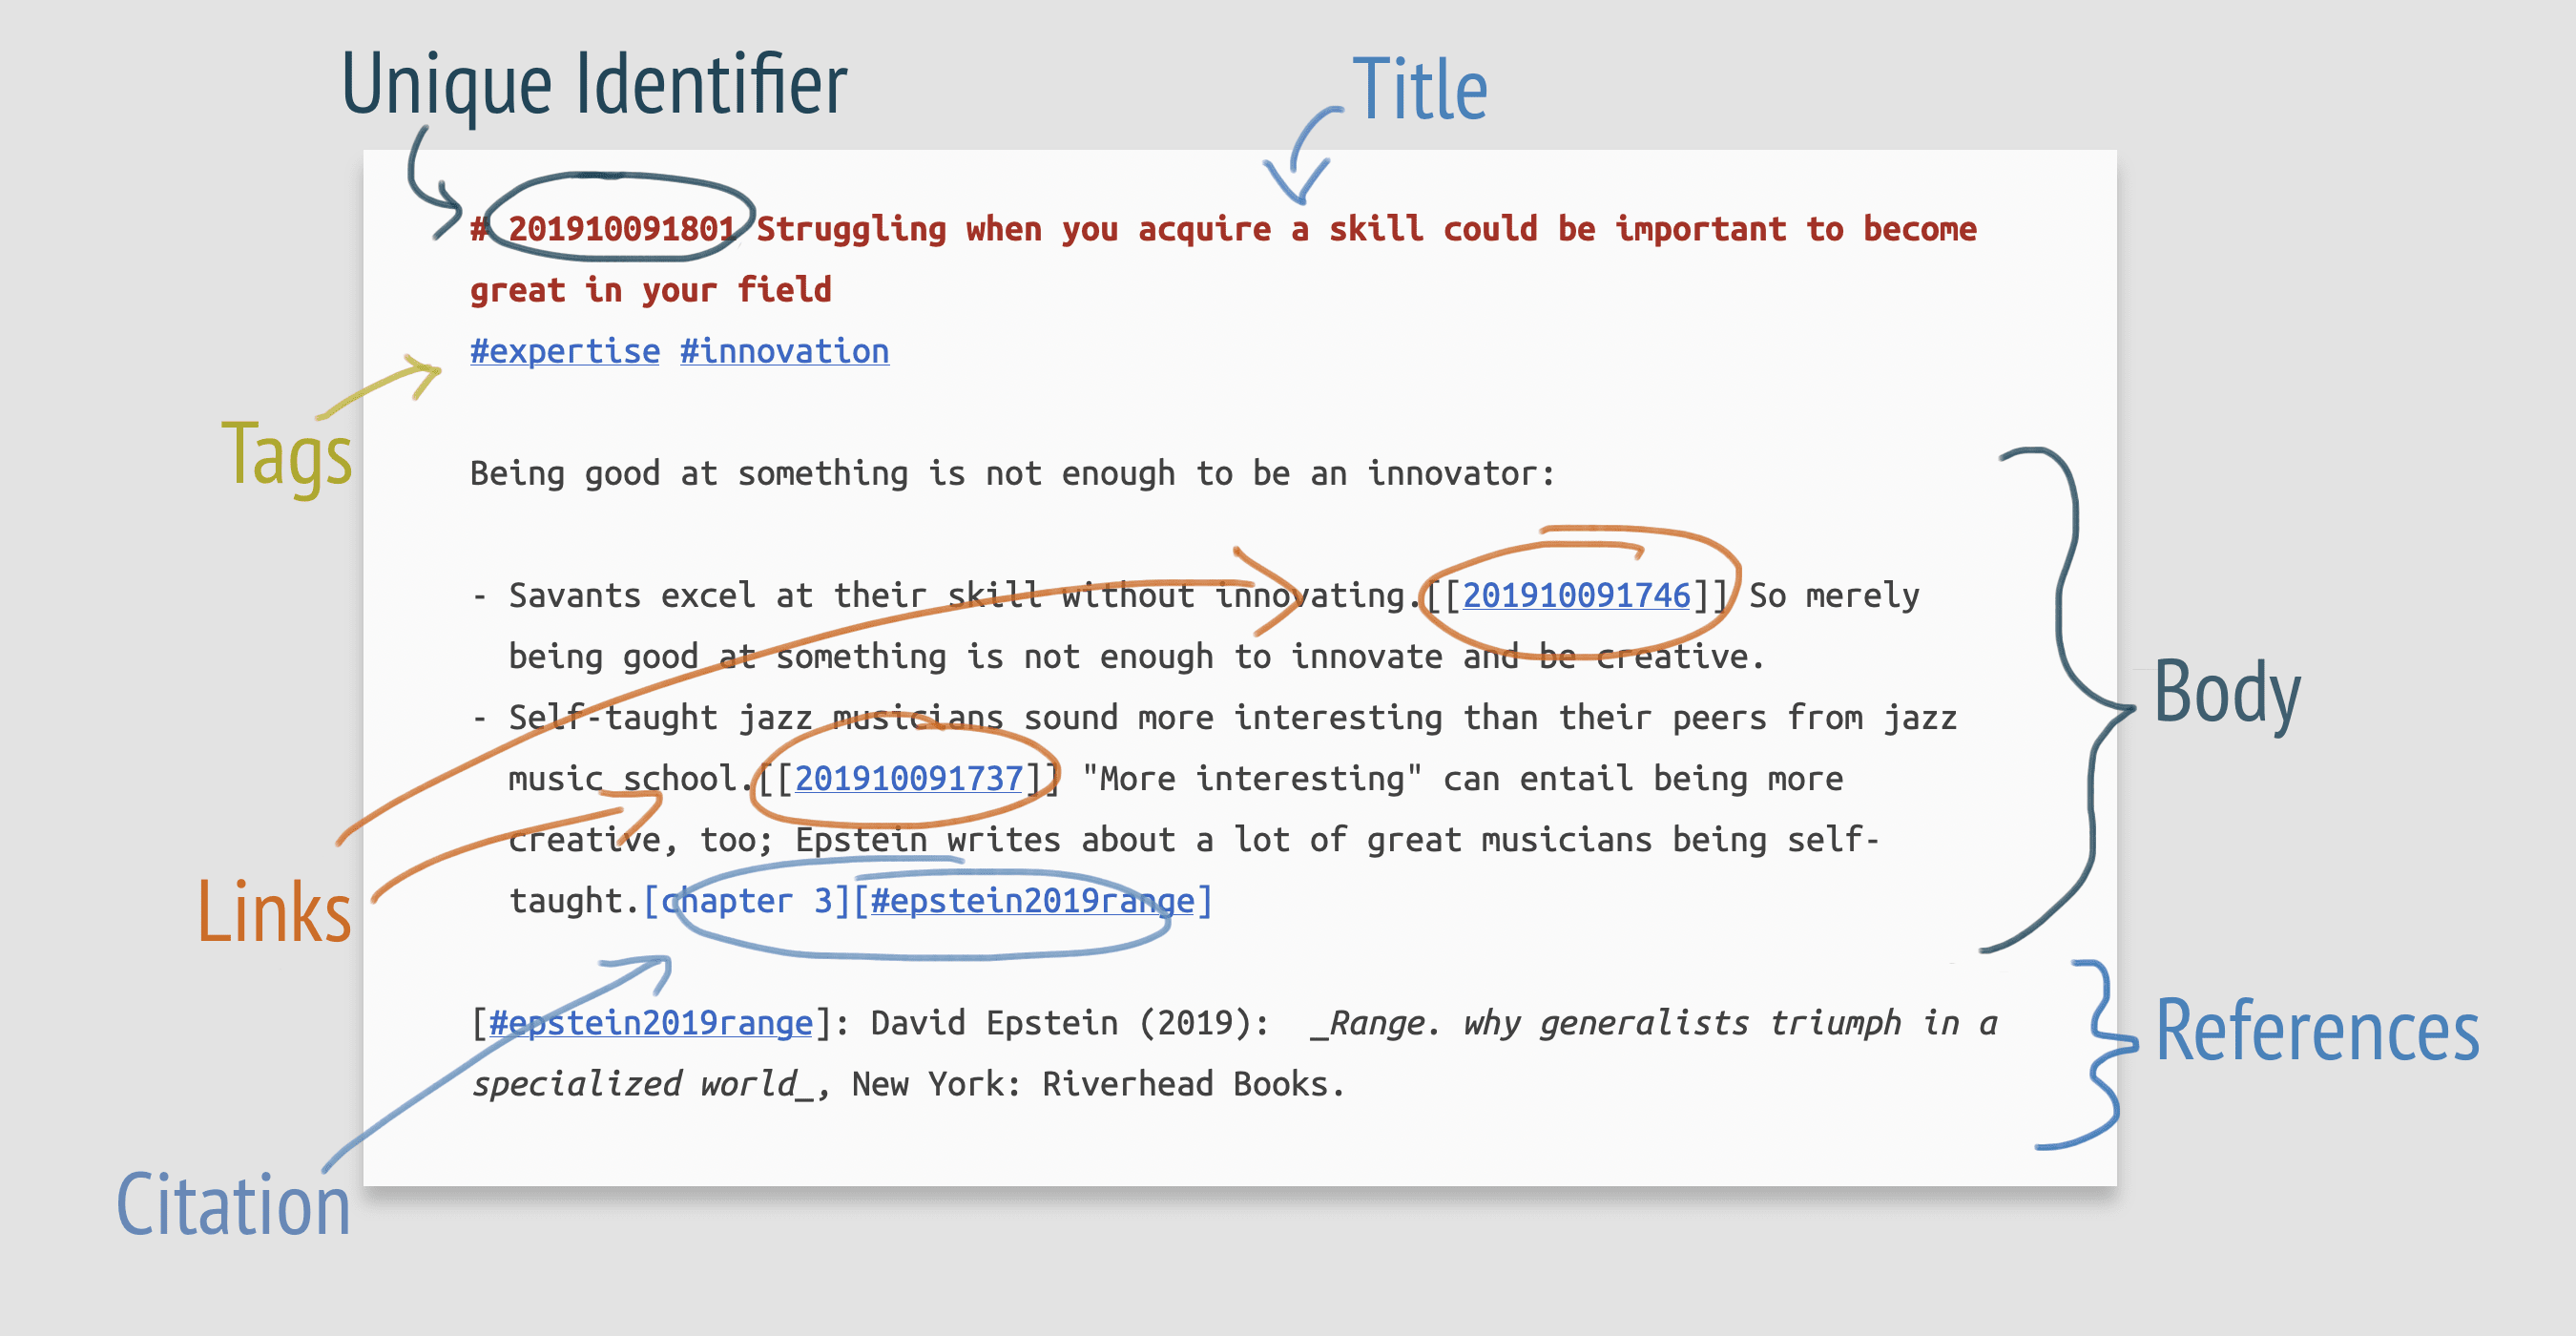 Unique Identifier
Title
# 201910091801 Struggling when you acquire a skill could be important to become
great in your field
#expertise #innovation
Tags
Being good at something is not enough to be an innovator:
- Savants excel at their skill without innovating.[[201910091746]] So merely
being good at something is not enough to innovate and be creative.
Body
- Self-taught jazz musicians sound more interesting than their peers from jazz
music school.[[201910091737]] "More interesting" can entail being more
creative, too; Epstein writes about a lot of great musicians being self-
taught.[chapter 3][#epstein2019range]
Links
[#epstein2019range]: David Epstein (2019): _Range. why generalists triumph in a
specialized world_, New York: Riverhead Books.
References
Citation